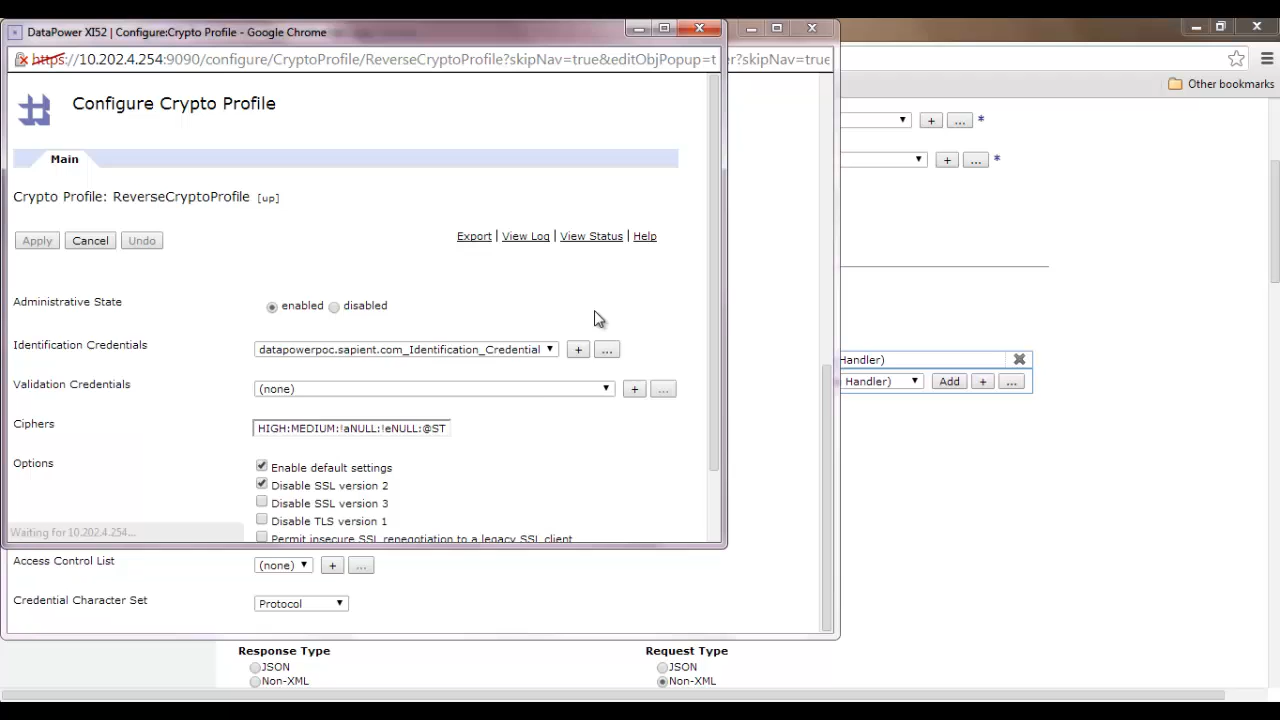 DataPower XI52 | Configure:Crypto Profile - Google Chrome
https://10.202.4.254:9090/configure/CryptoProfile/ReverseCryptoProfile?skipNav=true&editObjPopup=t
er?skipNav=true
Other bookmarks
Configure Crypto Profile
+ ... *
Main
+ ... *
Crypto Profile: ReverseCryptoProfile [up]
Apply Cancel Undo
Export | View Log | View Status | Help
Administrative State
enabled disabled
Identification Credentials
datapowerpoc.sapient.com_Identification_Credential + ...
Handler)
Validation Credentials
(none) + ...
Handler) Add + ...
Ciphers
HIGH:MEDIUM:!aNULL:!eNULL:@ST
Options
Enable default settings
Disable SSL version 2
Disable SSL version 3
Disable TLS version 1
Permit insecure SSL renegotiation to a legacy SSL client
Waiting for 10.202.4.254...
Access Control List
(none) + ...
Credential Character Set
Protocol
Response Type
JSON
Non-XML
Request Type
JSON
Non-XML